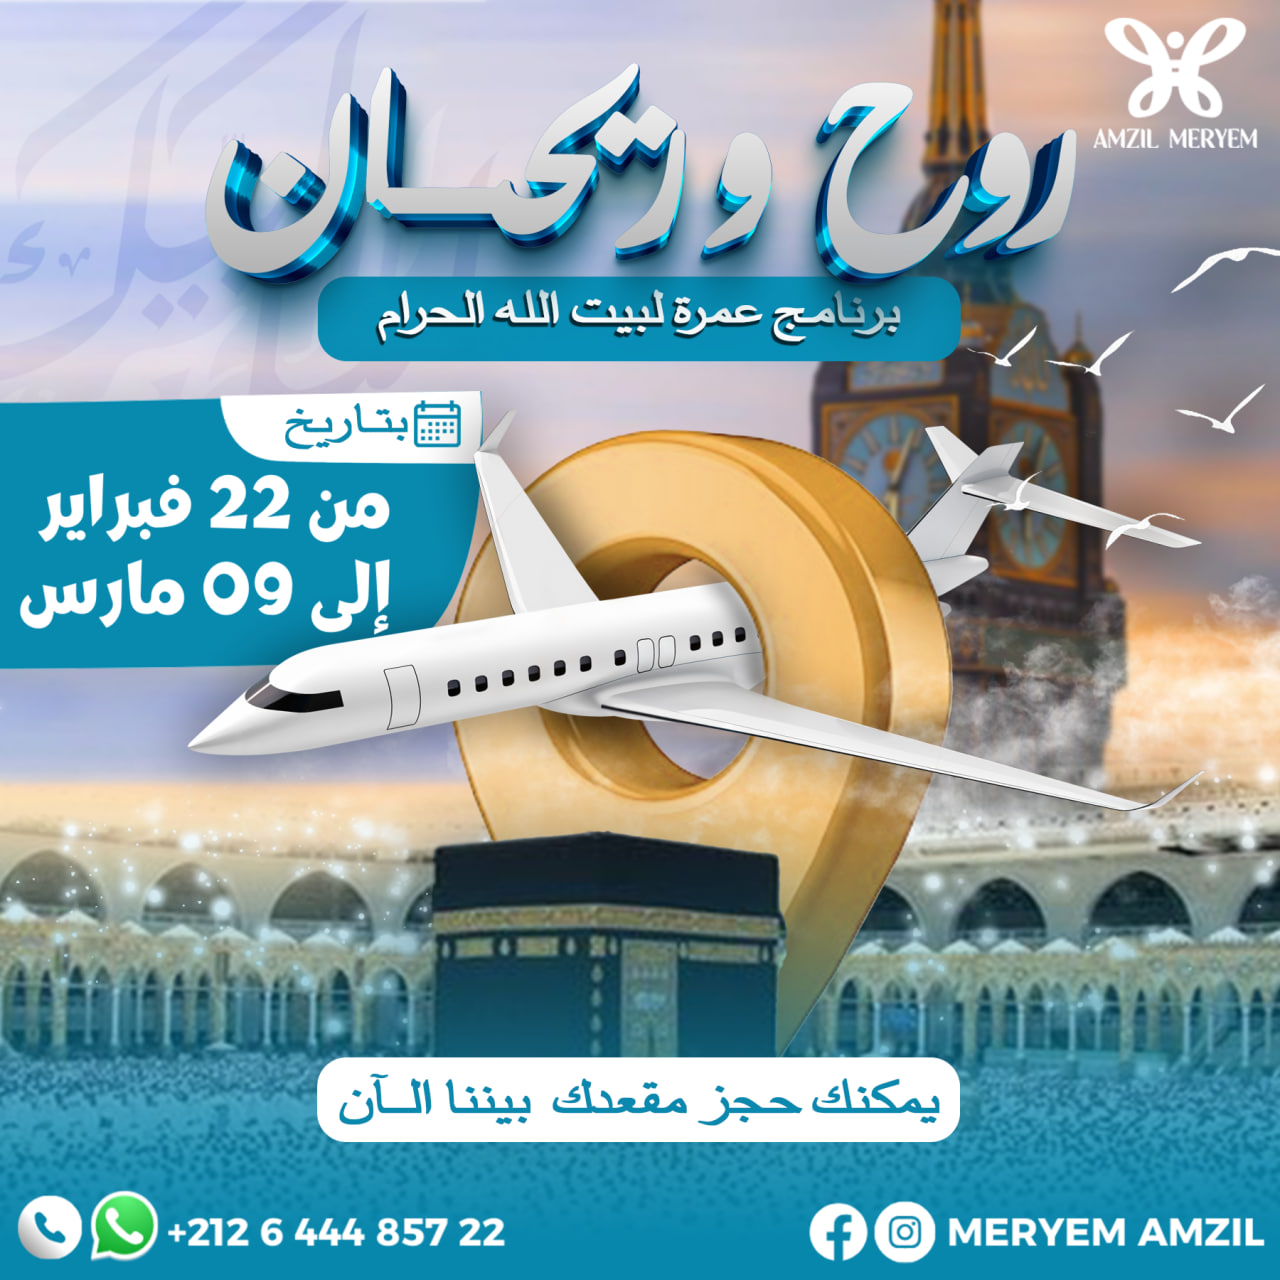 AMZIL MERYEM
روح وريحان
برنامج عمرة لبيت الله الحرام
بتاريخ
من 22 فبراير
إلى 09 مارس
يمكنك حجز مقعدك بيننا الـآن
+212 6 444 857 22
MERYEM AMZIL